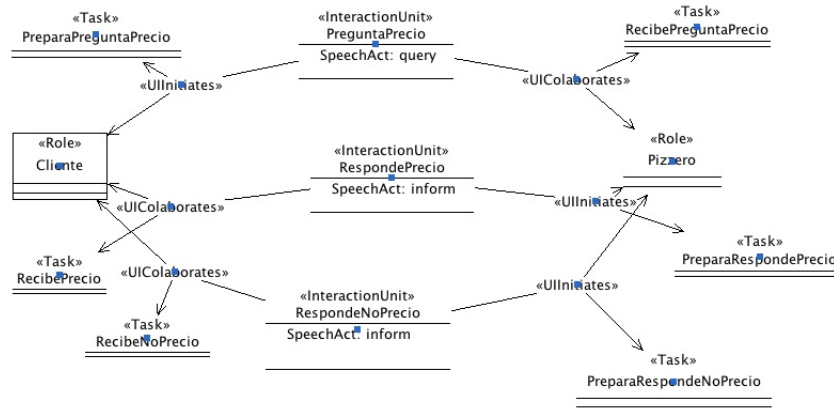 «Task»
PreparaPreguntaPrecio
«InteractionUnit»
PreguntaPrecio
SpeechAct: query
«Task»
RecibePreguntaPrecio
«UIInitiates»
«UIColaborates»
«Role»
Cliente
«InteractionUnit»
RespondePrecio
SpeechAct: inform
«Role»
Pizzero
«UIColaborates»
«UIInitiates»
«Task»
RecibePrecio
«UIColaborates»
«Task»
PreparaRespondePrecio
«UIInitiates»
«InteractionUnit»
RespondeNoPrecio
SpeechAct: inform
«Task»
RecibeNoPrecio
«Task»
PreparaRespondeNoPrecio